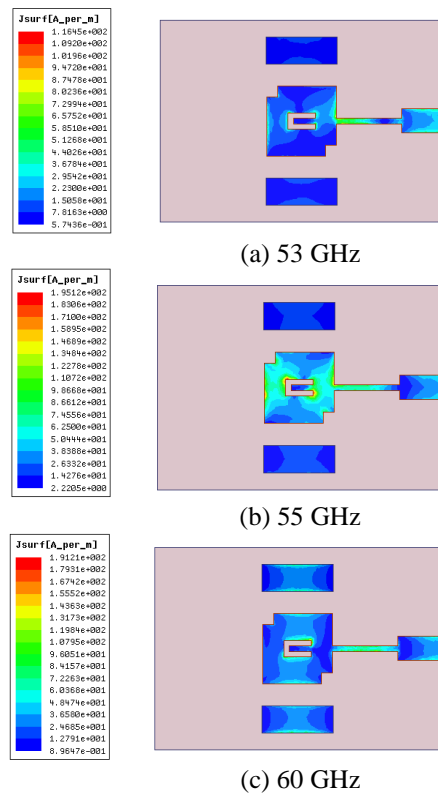 Jsurf[A_per_m]
1.1645e+002
1.0920e+002
1.0196e+002
9.4720e+001
8.7478e+001
8.0236e+001
7.2994e+001
6.5752e+001
5.8510e+001
5.1268e+001
4.4026e+001
3.6784e+001
2.9542e+001
2.2300e+001
1.5058e+001
7.8163e+000
5.7436e-001
(a) 53 GHz
Jsurf[A_per_m]
1.9512e+002
1.8306e+002
1.7100e+002
1.5895e+002
1.4689e+002
1.3484e+002
1.2278e+002
1.1072e+002
9.8668e+001
8.6612e+001
7.4556e+001
6.2500e+001
5.0444e+001
3.8388e+001
2.6332e+001
1.4276e+001
2.2205e+000
(b) 55 GHz
Jsurf[A_per_m]
1.9121e+002
1.7931e+002
1.6742e+002
1.5552e+002
1.4363e+002
1.3173e+002
1.1984e+002
1.0795e+002
9.6051e+001
8.4157e+001
7.2263e+001
6.0368e+001
4.8474e+001
3.6580e+001
2.4685e+001
1.2791e+001
8.9647e-001
(c) 60 GHz